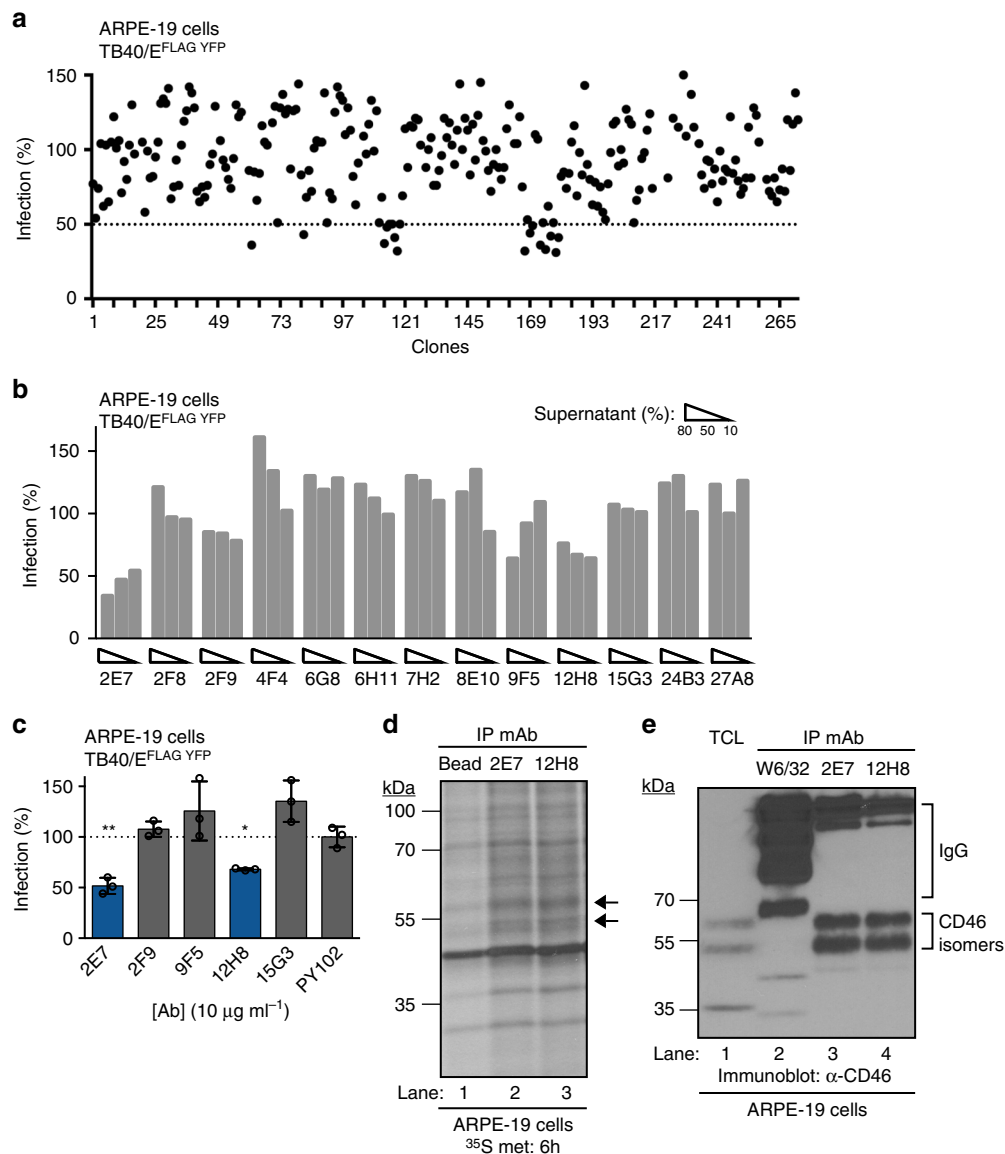 a
ARPE-19 cells
TB40/E^FLAG YFP
Infection (%)
150
100
50
0
1 25 49 73 97 121 145 169 193 217 241 265
Clones
b
ARPE-19 cells
TB40/E^FLAG YFP
Supernatant (%):
80 50 10
Infection (%)
150
100
50
0
2E7 2F8 2F9 4F4 6G8 6H11 7H2 8E10 9F5 12H8 15G3 24B3 27A8
c
ARPE-19 cells
TB40/E^FLAG YFP
Infection (%)
150
100
50
0
** *
2E7 2F9 9F5 12H8 15G3 PY102
[Ab] (10 μg ml⁻¹)
d
IP mAb
Bead 2E7 12H8
kDa
100
70
55
35
Lane: 1 2 3
ARPE-19 cells
³⁵S met: 6h
e
TCL IP mAb
W6/32 2E7 12H8
kDa
70
55
35
IgG
CD46
isomers
Lane: 1 2 3 4
Immunoblot: α-CD46
ARPE-19 cells